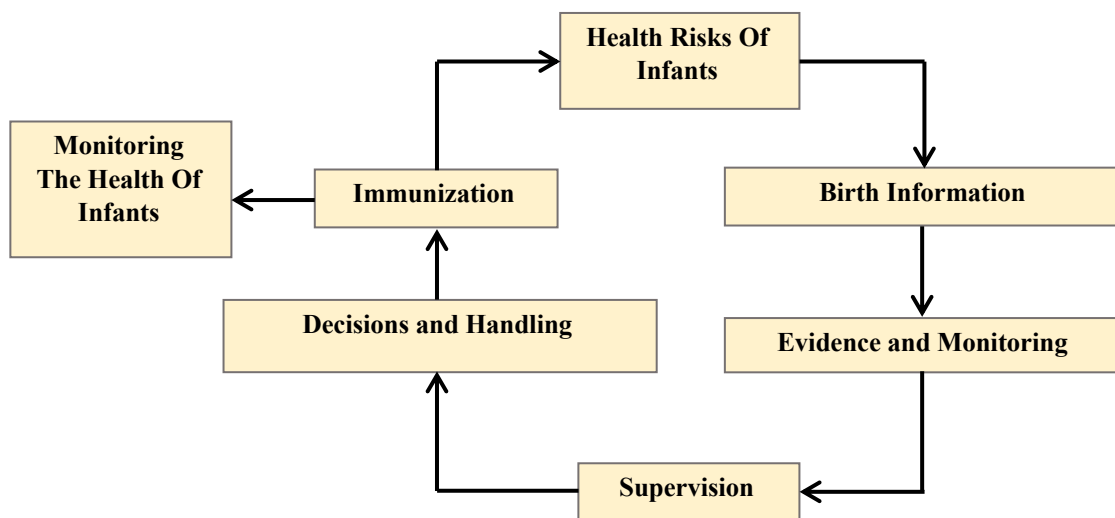 Health Risks Of
Infants
Monitoring
The Health Of
Infants
Immunization
Birth Information
Decisions and Handling
Evidence and Monitoring
Supervision